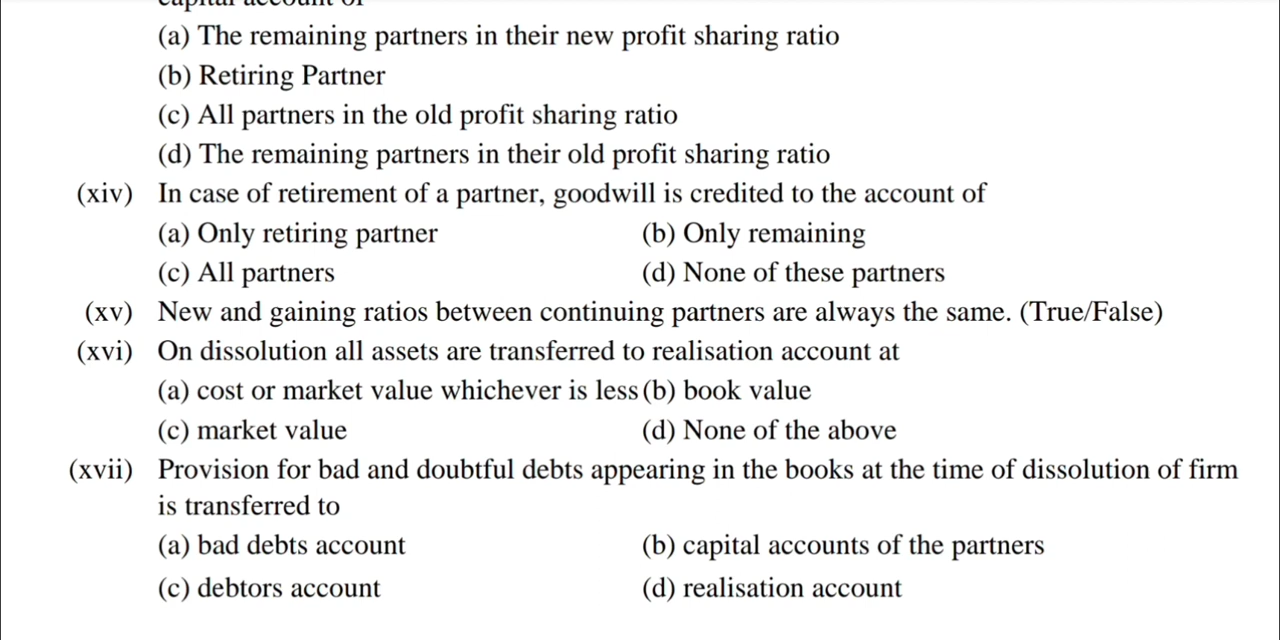 (a) The remaining partners in their new profit sharing ratio
(b) Retiring Partner
(c) All partners in the old profit sharing ratio
(d) The remaining partners in their old profit sharing ratio
(xiv) In case of retirement of a partner, goodwill is credited to the account of
(a) Only retiring partner (b) Only remaining
(c) All partners (d) None of these partners
(xv) New and gaining ratios between continuing partners are always the same. (True/False)
(xvi) On dissolution all assets are transferred to realisation account at
(a) cost or market value whichever is less (b) book value
(c) market value (d) None of the above
(xvii) Provision for bad and doubtful debts appearing in the books at the time of dissolution of firm
is transferred to
(a) bad debts account (b) capital accounts of the partners
(c) debtors account (d) realisation account